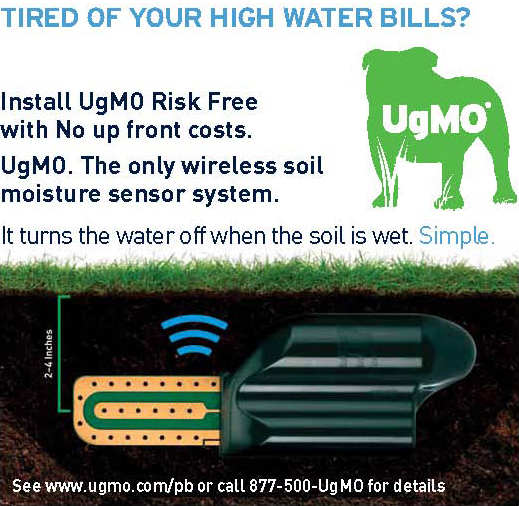 TIRED OF YOUR HIGH WATER BILLS?
Install UgMO Risk Free
with No up front costs.
UgMO. The only wireless soil
moisture sensor system.
UgMO
It turns the water off when the soil is wet. Simple.
2–4 Inches
See www.ugmo.com/pb or call 877-500-UgMO for details